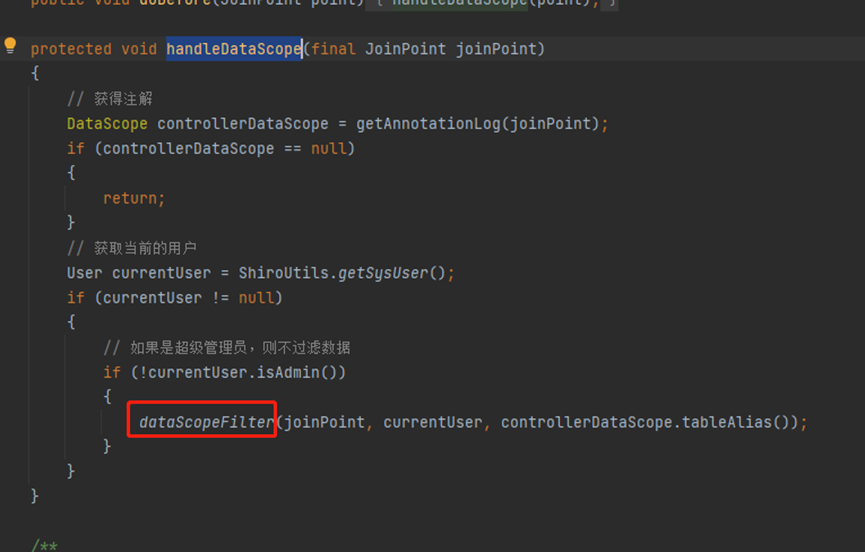 public void doBefore(JoinPoint point) { handleDataScope(point); }
protected void handleDataScope(final JoinPoint joinPoint)
{
// 获得注解
DataScope controllerDataScope = getAnnotationLog(joinPoint);
if (controllerDataScope == null)
{
return;
}
// 获取当前的用户
User currentUser = ShiroUtils.getSysUser();
if (currentUser != null)
{
// 如果是超级管理员，则不过滤数据
if (!currentUser.isAdmin())
{
dataScopeFilter(joinPoint, currentUser, controllerDataScope.tableAlias());
}
}
}
/**